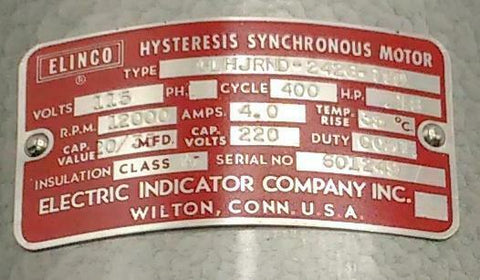 ELINCO HYSTERESIS SYNCHRONOUS MOTOR
®
TYPE
VOLTS 115 PH. CYCLE 400 H.P.
R.P.M. 12000 AMPS. 4.0 TEMP. RISE °C.
CAP. VALUE MFD. CAP. VOLTS 220 DUTY
INSULATION CLASS SERIAL NO
ELECTRIC INDICATOR COMPANY INC.
WILTON, CONN. U.S.A.